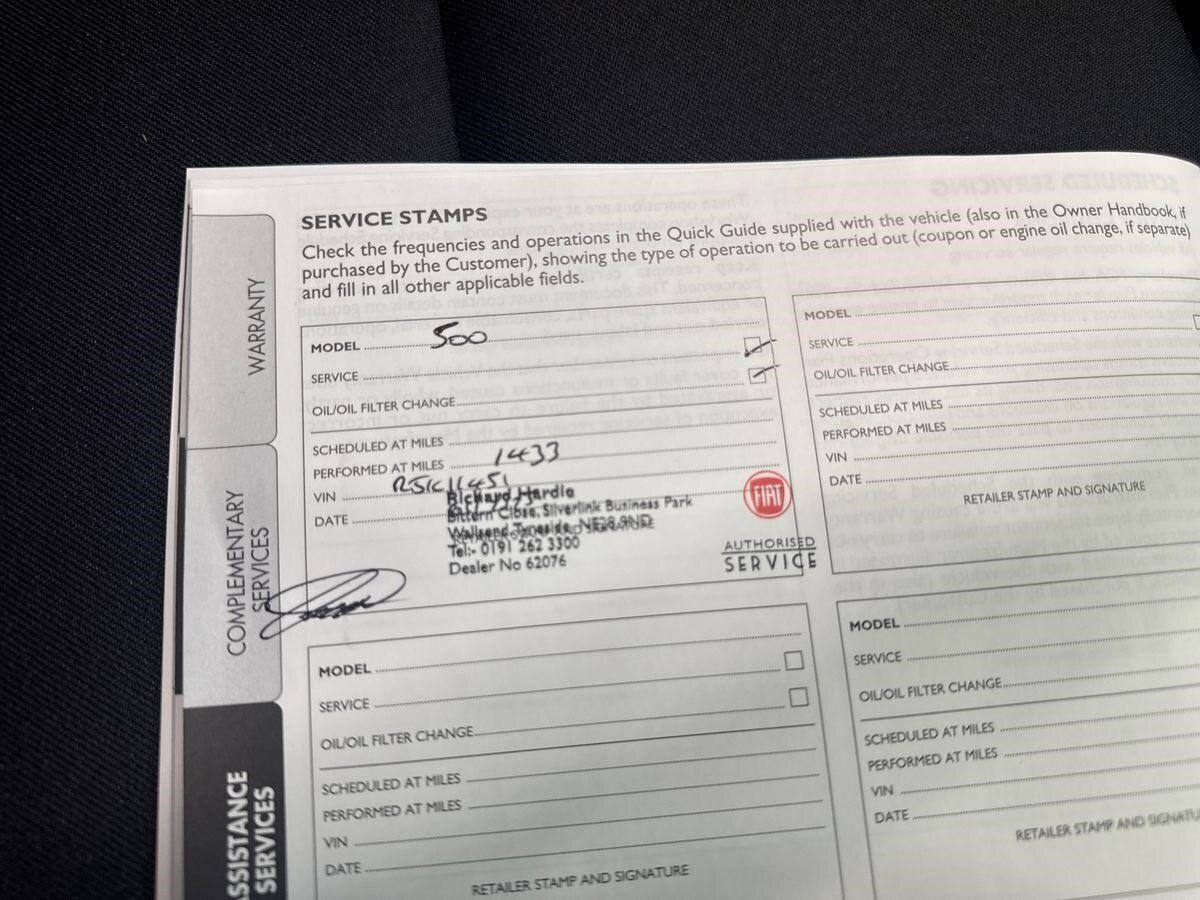 SERVICE STAMPS
Check the frequencies and operations in the Quick Guide supplied with the vehicle (also in the Owner Handbook, if
purchased by the Customer), showing the type of operation to be carried out (coupon or engine oil change, if separate)
and fill in all other applicable fields.
WARRANTY
COMPLEMENTARY
SERVICES
SSISTANCE
SERVICES
MODEL 500
SERVICE
OIL/OIL FILTER CHANGE
SCHEDULED AT MILES
PERFORMED AT MILES 1433
VIN
DATE
Richard Hardie
Bittern Close, Silverlink Business Park
Wallsend Tyneside, NE28 9ND
RETAILER STAMP AND SIGNATURE
Tel:- 0191 262 3300
Dealer No 62076
FIAT
AUTHORISED
SERVICE
MODEL
SERVICE
OIL/OIL FILTER CHANGE
SCHEDULED AT MILES
PERFORMED AT MILES
VIN
DATE
RETAILER STAMP AND SIGNATURE
MODEL
SERVICE
OIL/OIL FILTER CHANGE
SCHEDULED AT MILES
PERFORMED AT MILES
VIN
DATE
RETAILER STAMP AND SIGNATURE
MODEL
SERVICE
OIL/OIL FILTER CHANGE
SCHEDULED AT MILES
PERFORMED AT MILES
VIN
DATE
RETAILER STAMP AND SIGNATU